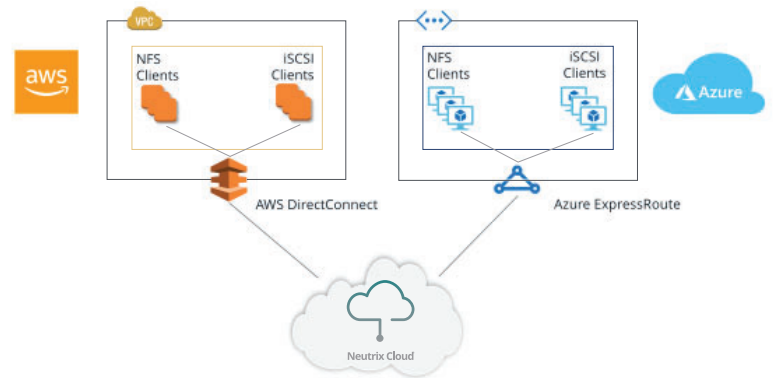 VPC
aws
NFS
Clients
iSCSI
Clients
NFS
Clients
iSCSI
Clients
Azure
AWS DirectConnect
Azure ExpressRoute
Neutrix Cloud